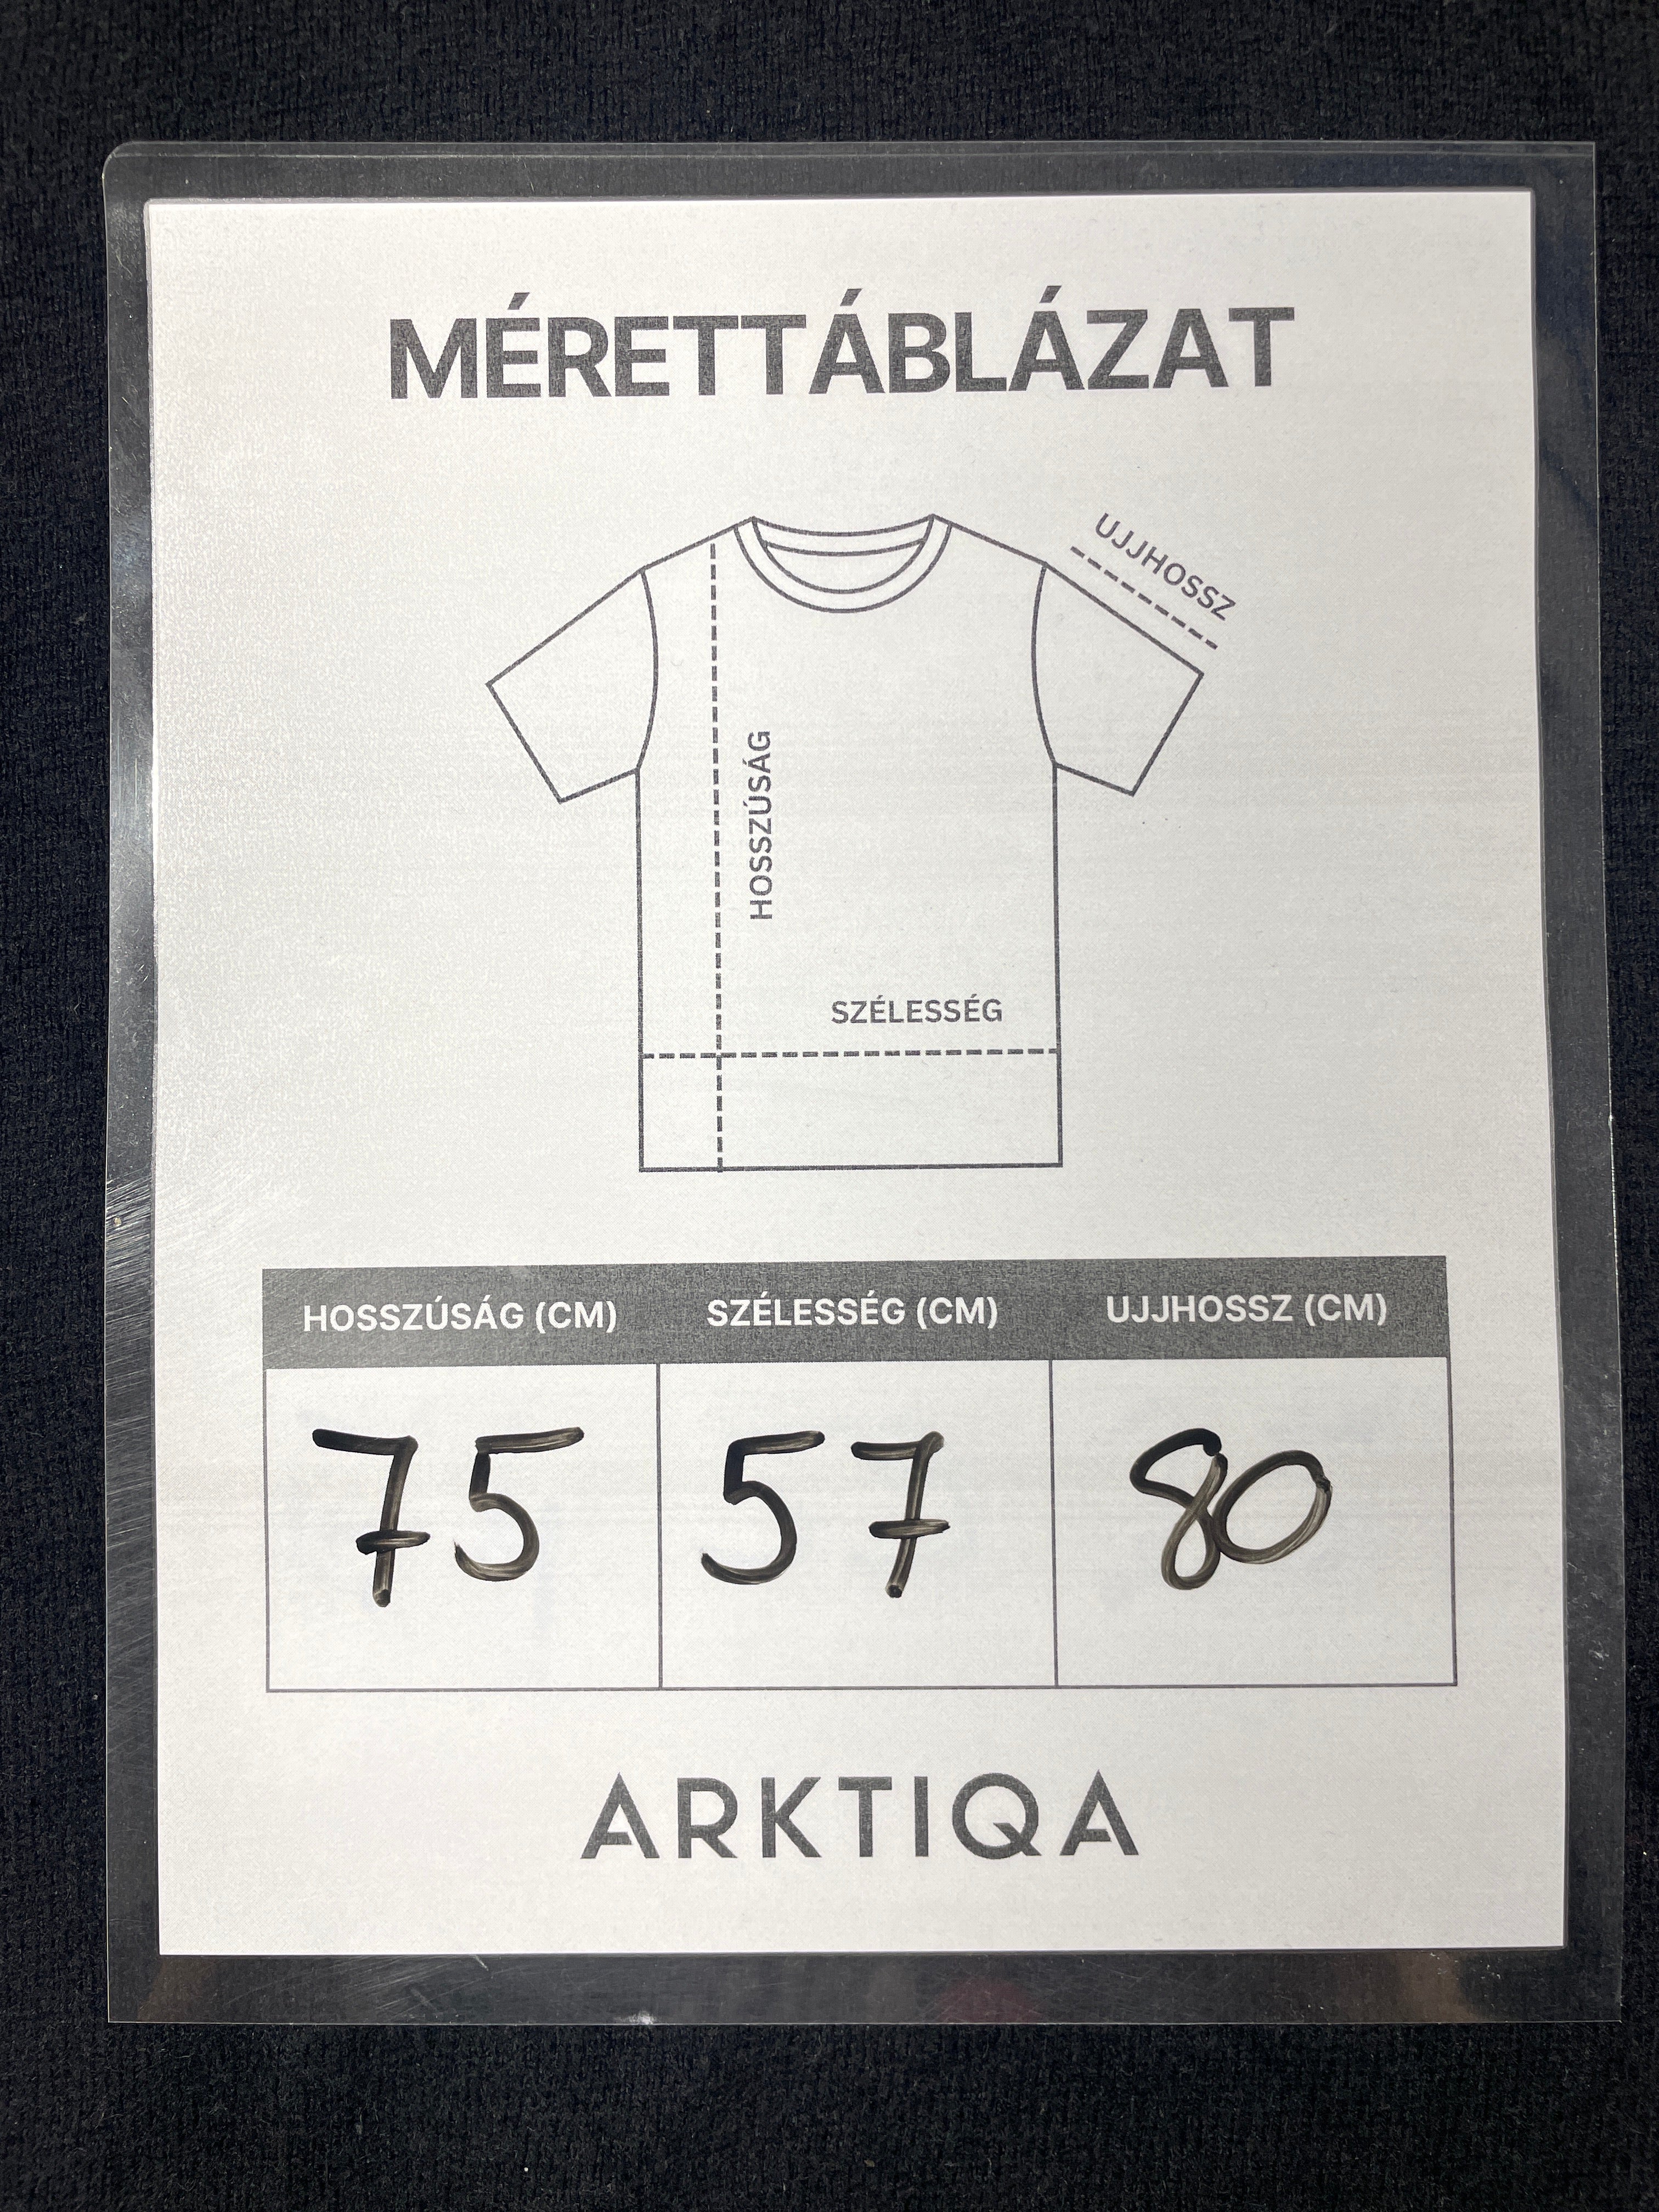 MÉRETTÁBLÁZAT
UJJHOSSZ
HOSSZÚSÁG
SZÉLESSÉG
HOSSZÚSÁG (CM) SZÉLESSÉG (CM) UJJHOSSZ (CM)
75 57 80
ARKTIQA